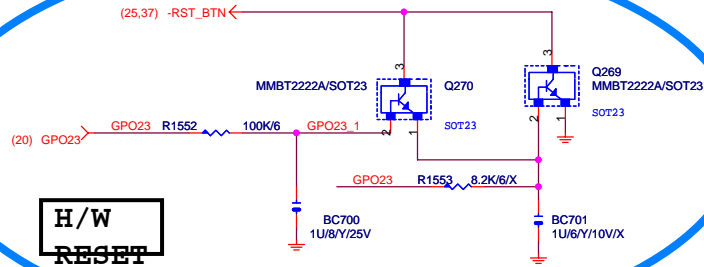 (25,37) -RST_BTN
3
3
Q269
MMBT2222A/SOT23
SOT23
MMBT2222A/SOT23
Q270
SOT23
2
1
2
1
(20) GPO23
GPO23 R1552 100K/6 GPO23_1
GPO23 R1553 8.2K/6/X
BC700
1U/8/Y/25V
BC701
1U/6/Y/10V/X
H/W
RESET